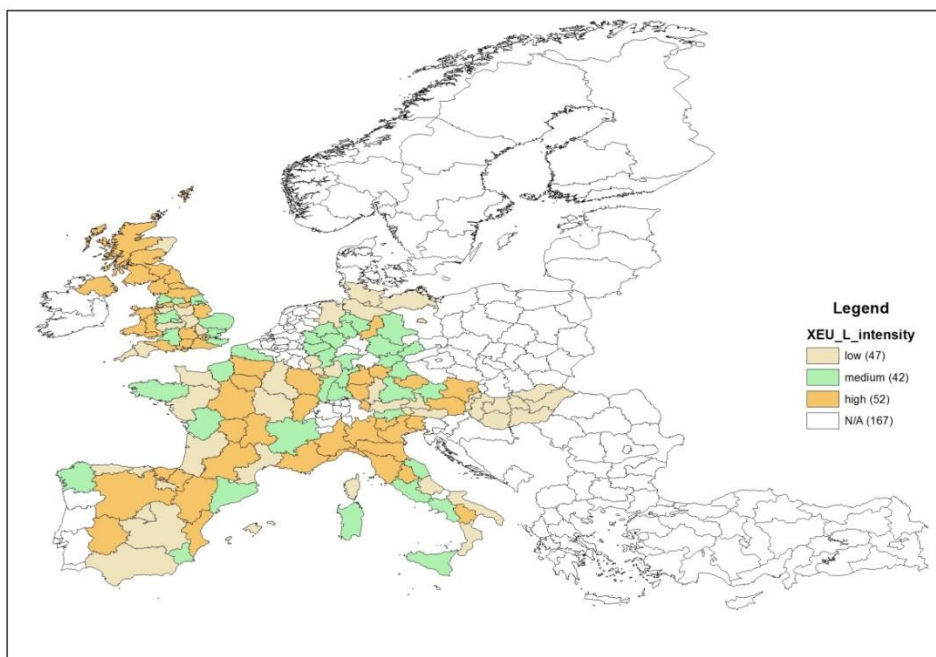 Legend
XEU_L_intensity
low (47)
medium (42)
high (52)
N/A (167)